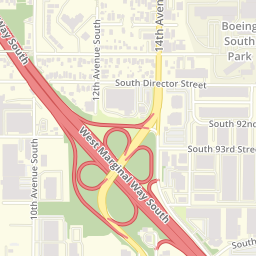 Way South
12th Avenue South
14th Avenue
Boeing
South
Park
South Director Street
South 92nd
South 93rd Street
West Marginal Way South
10th Avenue South